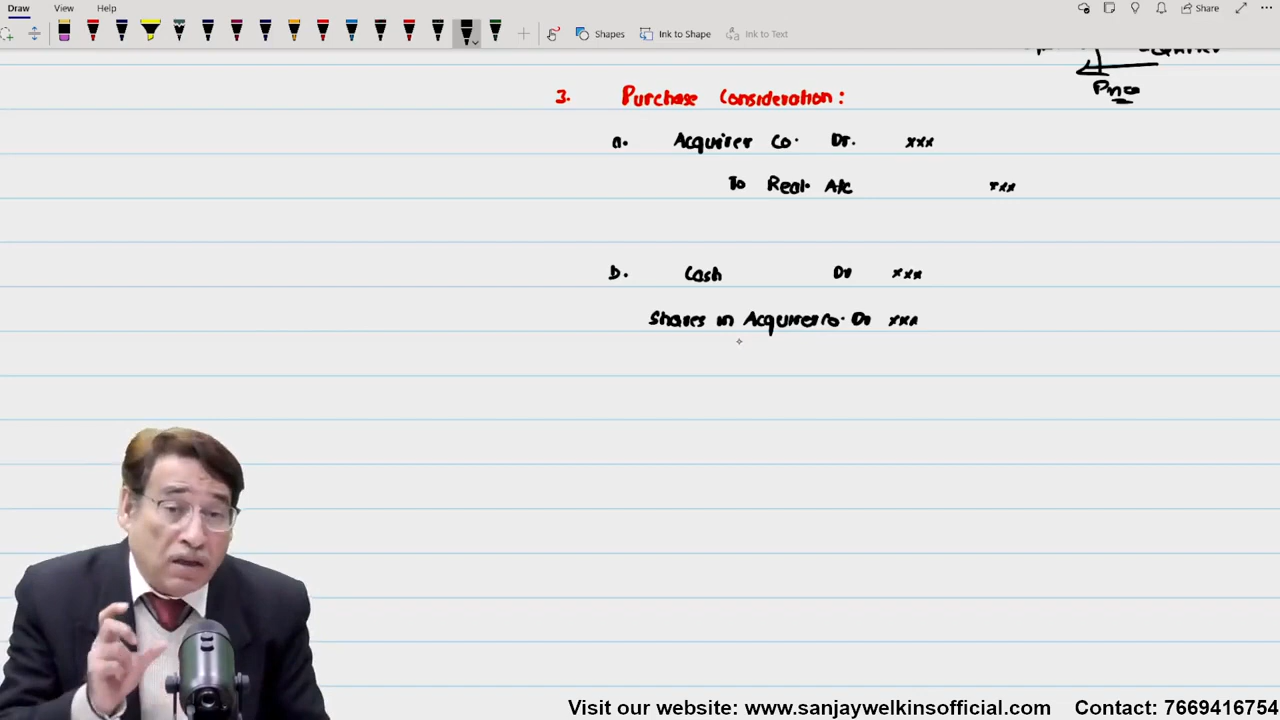 Draw View Help Share
Shapes Ink to Shape Ink to Text
Price
3. Purchase Consideration:
a. Acquirer Co. Dr. xxx
To Real. A/c xxx
b. Cash Dr xxx
Shares in Acquirer Co. Dr xxx
Visit our website: www.sanjaywelkinsofficial.com Contact: 7669416754